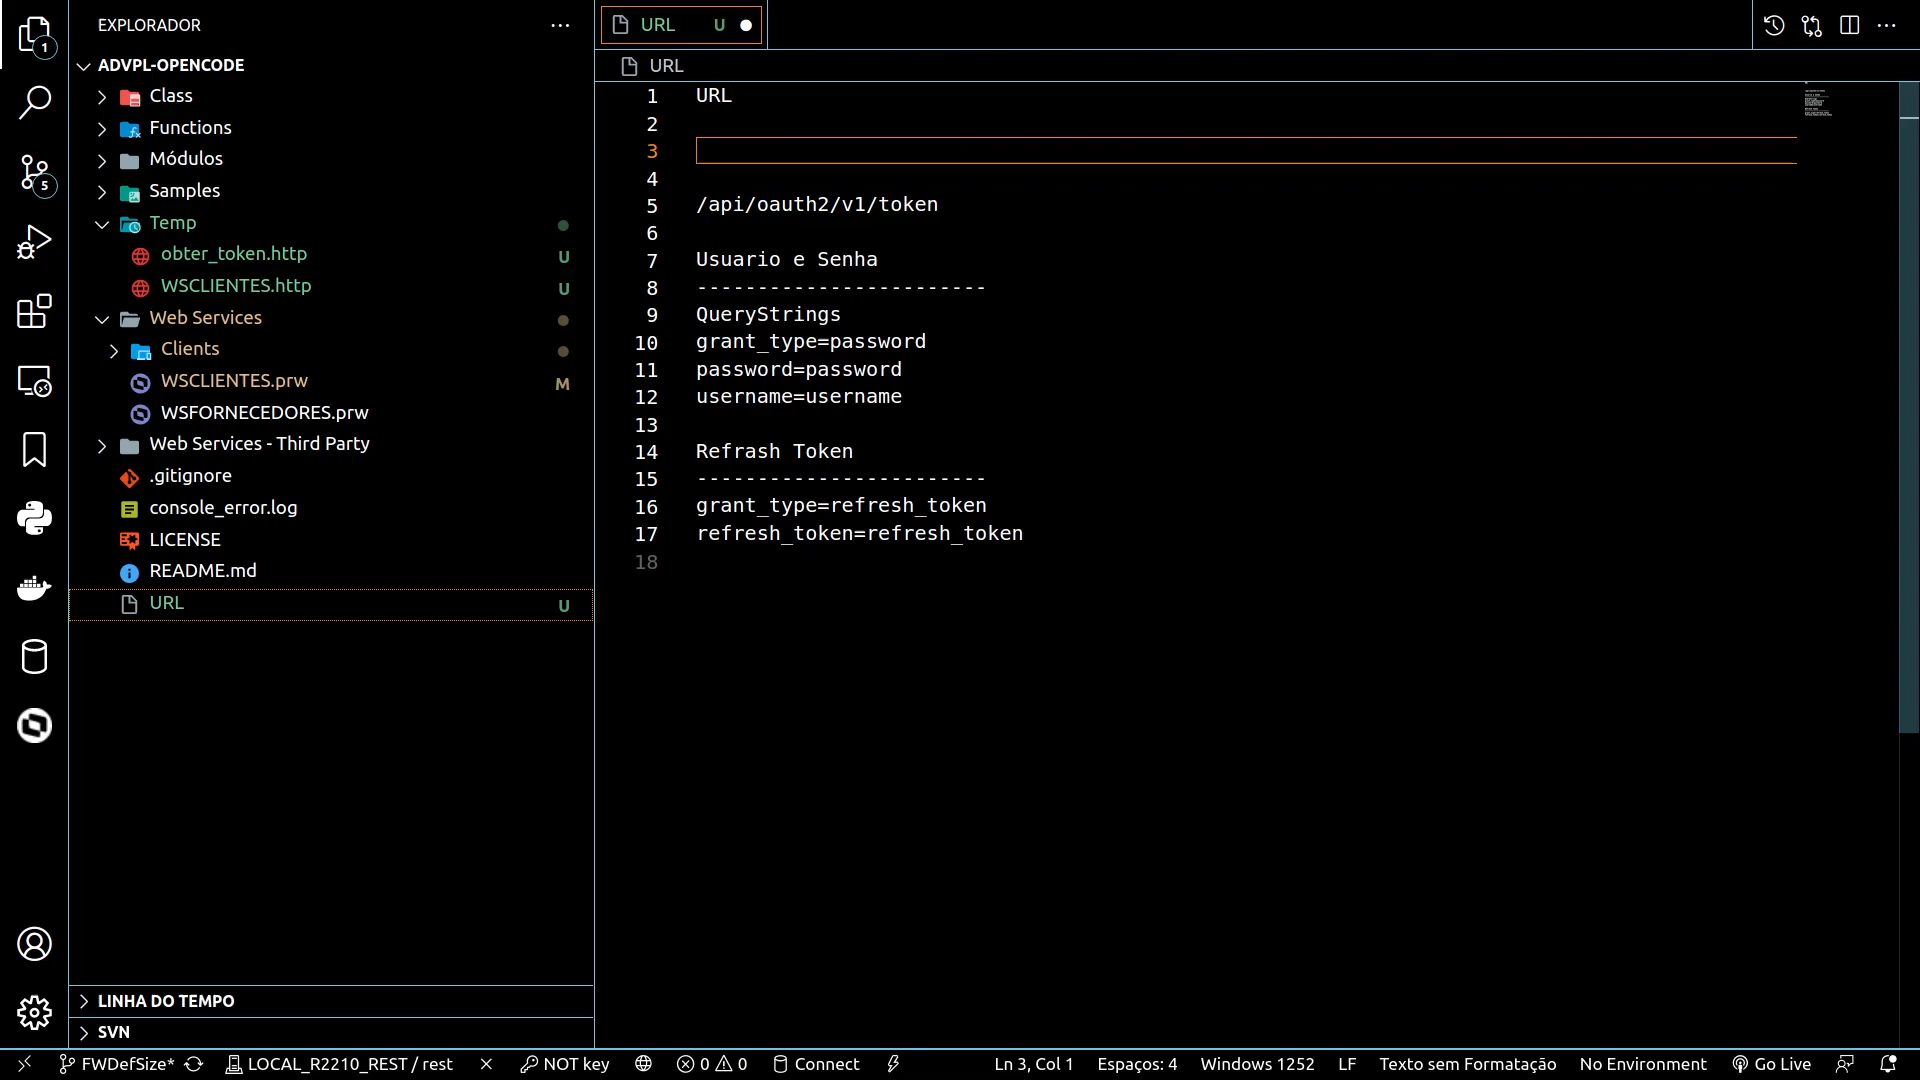 1
5
EXPLORADOR
ADVPL-OPENCODE
Class
Functions
Módulos
Samples
Temp
obter_token.http U
WSCLIENTES.http U
Web Services
Clients
WSCLIENTES.prw M
WSFORNECEDORES.prw
Web Services - Third Party
.gitignore
console_error.log
LICENSE
README.md
URL U
LINHA DO TEMPO
SVN
URL U
URL
1 URL
2
3
4
5 /api/oauth2/v1/token
6
7 Usuario e Senha
8 ------------------------
9 QueryStrings
10 grant_type=password
11 password=password
12 username=username
13
14 Refrash Token
15 ------------------------
16 grant_type=refresh_token
17 refresh_token=refresh_token
18
FWDefSize* LOCAL_R2210_REST / rest NOT key 0 0 Connect Ln 3, Col 1 Espaços: 4 Windows 1252 LF Texto sem Formatação No Environment Go Live